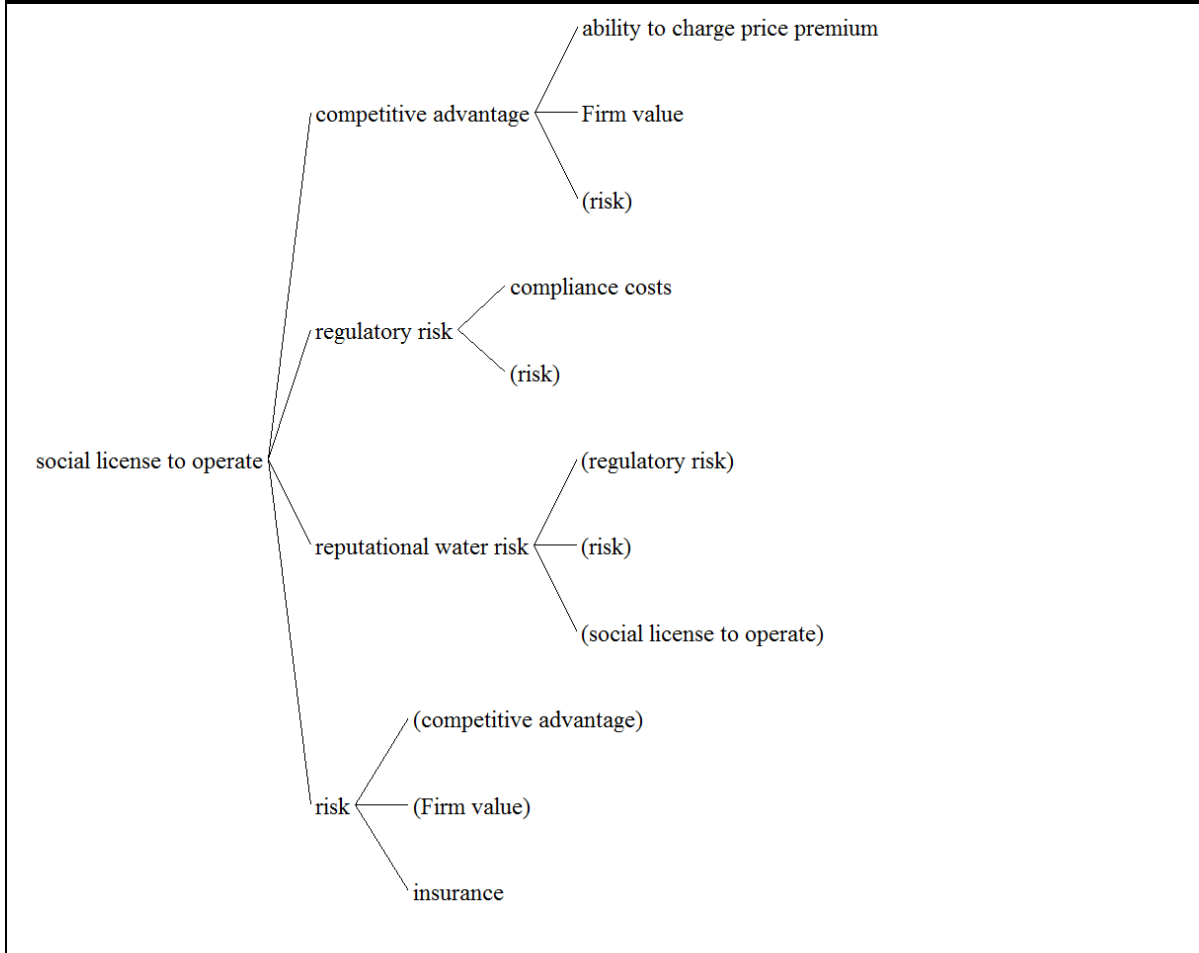 ability to charge price premium
competitive advantage
Firm value
(risk)
compliance costs
regulatory risk
(risk)
social license to operate
(regulatory risk)
reputational water risk
(risk)
(social license to operate)
(competitive advantage)
risk
(Firm value)
insurance